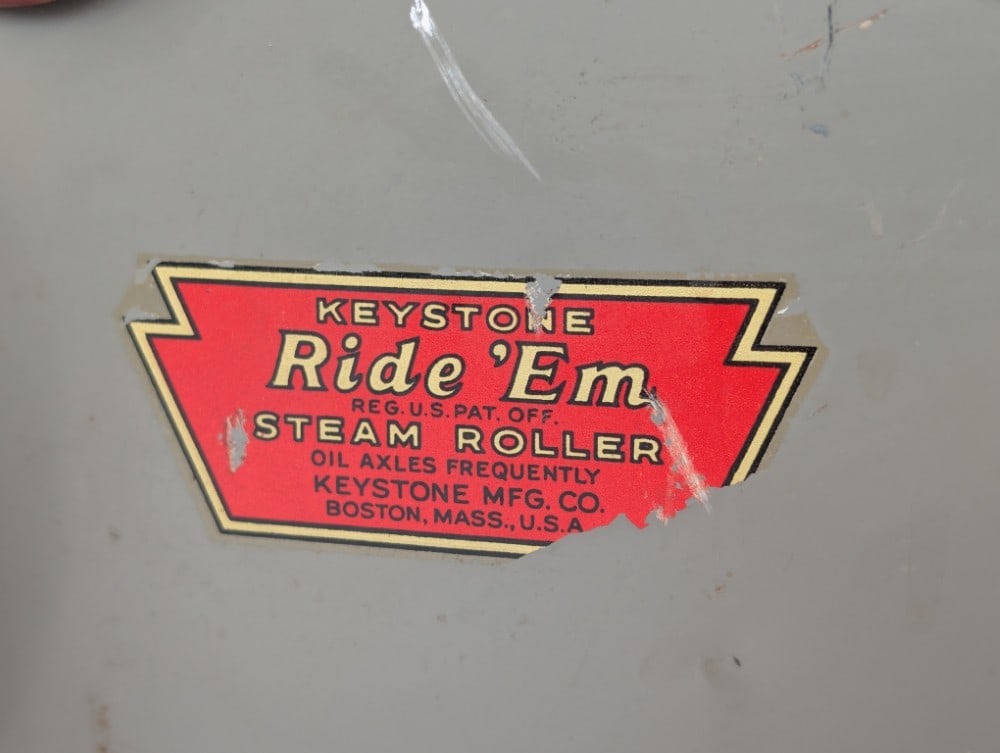 KEYSTONE
Ride 'Em
REG. U.S. PAT. OFF.
STEAM ROLLER
OIL AXLES FREQUENTLY
KEYSTONE MFG. CO.
BOSTON, MASS., U.S.A